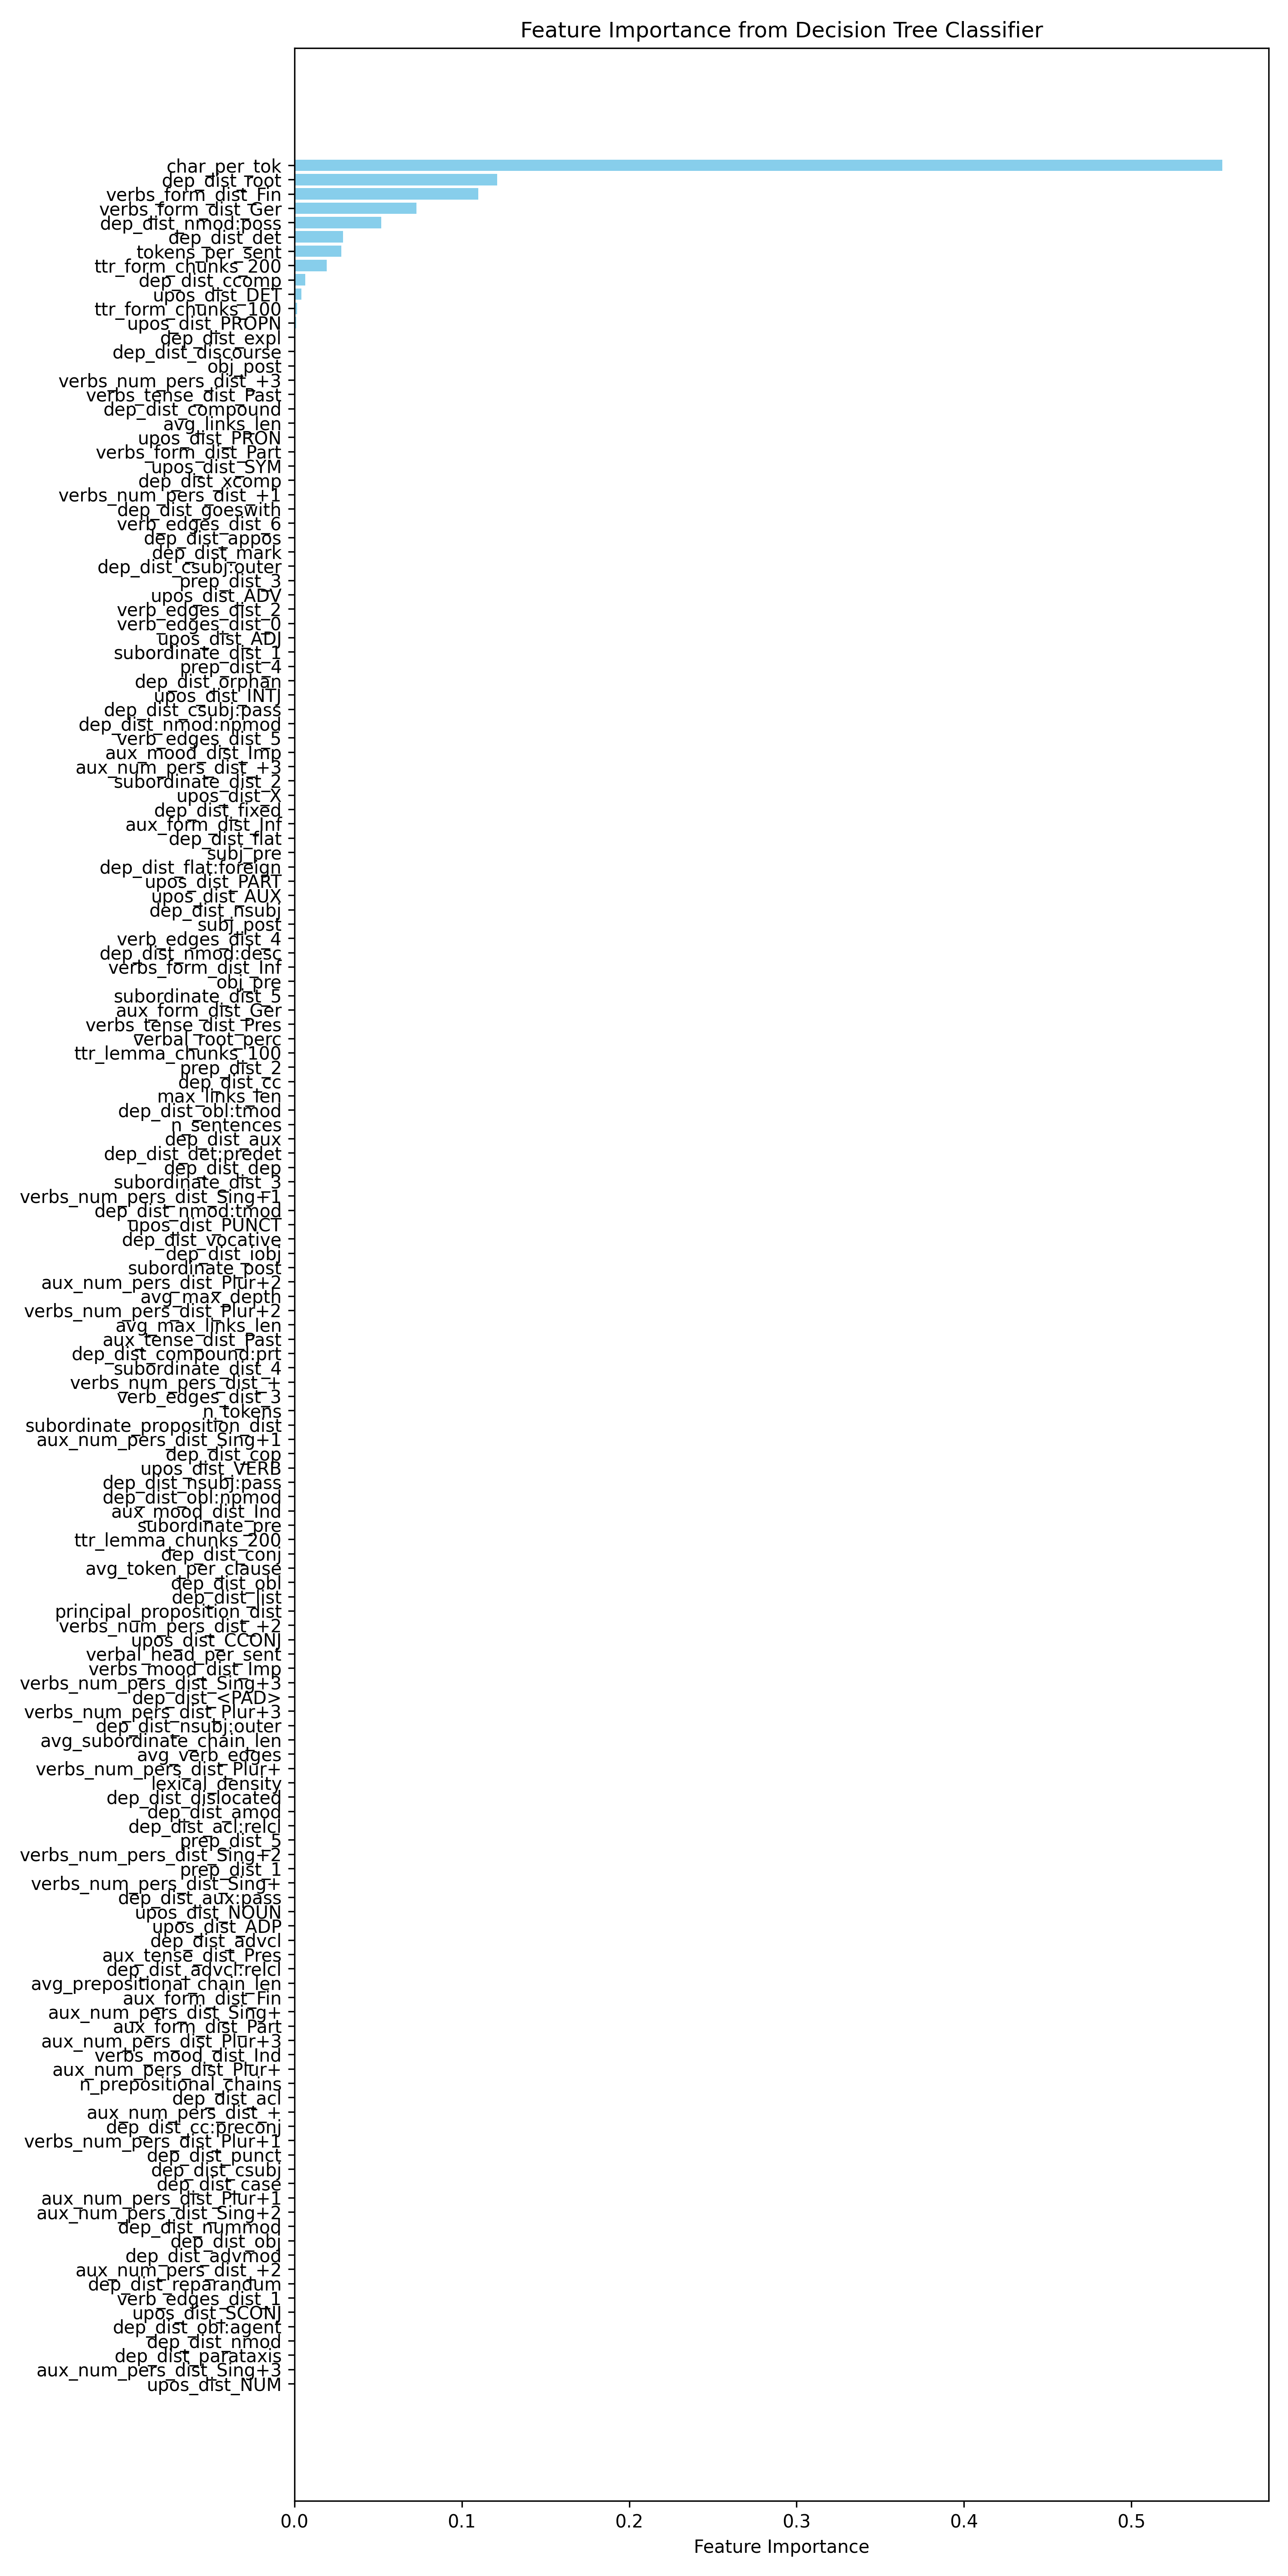 Feature Importance from Decision Tree Classifier
char_per_tok
dep_dist_root
verbs_form_dist_Fin
verbs_form_dist_Ger
dep_dist_nmod:poss
dep_dist_det
tokens_per_sent
ttr_form_chunks_200
dep_dist_ccomp
upos_dist_DET
ttr_form_chunks_100
upos_dist_PROPN
dep_dist_expl
dep_dist_discourse
obj_post
verbs_num_pers_dist_+3
verbs_tense_dist_Past
dep_dist_compound
avg_links_len
upos_dist_PRON
verbs_form_dist_Part
upos_dist_SYM
dep_dist_xcomp
verbs_num_pers_dist_+1
dep_dist_goeswith
verb_edges_dist_6
dep_dist_appos
dep_dist_mark
dep_dist_csubj:outer
prep_dist_3
upos_dist_ADV
verb_edges_dist_2
verb_edges_dist_0
upos_dist_ADJ
subordinate_dist_1
prep_dist_4
dep_dist_orphan
upos_dist_INTJ
dep_dist_csubj:pass
dep_dist_nmod:npmod
verb_edges_dist_5
aux_mood_dist_Imp
aux_num_pers_dist_+3
subordinate_dist_2
upos_dist_X
dep_dist_fixed
aux_form_dist_Inf
dep_dist_flat
subj_pre
dep_dist_flat:foreign
upos_dist_PART
upos_dist_AUX
dep_dist_nsubj
subj_post
verb_edges_dist_4
dep_dist_nmod:desc
verbs_form_dist_Inf
obj_pre
subordinate_dist_5
aux_form_dist_Ger
verbs_tense_dist_Pres
verbal_root_perc
ttr_lemma_chunks_100
prep_dist_2
dep_dist_cc
max_links_len
dep_dist_obl:tmod
n_sentences
dep_dist_aux
dep_dist_det:predet
dep_dist_dep
subordinate_dist_3
verbs_num_pers_dist_Sing+1
dep_dist_nmod:tmod
upos_dist_PUNCT
dep_dist_vocative
dep_dist_iobj
subordinate_post
aux_num_pers_dist_Plur+2
avg_max_depth
verbs_num_pers_dist_Plur+2
avg_max_links_len
aux_tense_dist_Past
dep_dist_compound:prt
subordinate_dist_4
verbs_num_pers_dist_+
verb_edges_dist_3
n_tokens
subordinate_proposition_dist
aux_num_pers_dist_Sing+1
dep_dist_cop
upos_dist_VERB
dep_dist_nsubj:pass
dep_dist_obl:npmod
aux_mood_dist_Ind
subordinate_pre
ttr_lemma_chunks_200
dep_dist_conj
avg_token_per_clause
dep_dist_obl
dep_dist_list
principal_proposition_dist
verbs_num_pers_dist_+2
upos_dist_CCONJ
verbal_head_per_sent
verbs_mood_dist_Imp
verbs_num_pers_dist_Sing+3
dep_dist_<PAD>
verbs_num_pers_dist_Plur+3
dep_dist_nsubj:outer
avg_subordinate_chain_len
avg_verb_edges
verbs_num_pers_dist_Plur+
lexical_density
dep_dist_dislocated
dep_dist_amod
dep_dist_acl:relcl
prep_dist_5
verbs_num_pers_dist_Sing+2
prep_dist_1
verbs_num_pers_dist_Sing+
dep_dist_aux:pass
upos_dist_NOUN
upos_dist_ADP
dep_dist_advcl
aux_tense_dist_Pres
dep_dist_advcl:relcl
avg_prepositional_chain_len
aux_form_dist_Fin
aux_num_pers_dist_Sing+
aux_form_dist_Part
aux_num_pers_dist_Plur+3
verbs_mood_dist_Ind
aux_num_pers_dist_Plur+
n_prepositional_chains
dep_dist_acl
aux_num_pers_dist_+
dep_dist_cc:preconj
verbs_num_pers_dist_Plur+1
dep_dist_punct
dep_dist_csubj
dep_dist_case
aux_num_pers_dist_Plur+1
aux_num_pers_dist_Sing+2
dep_dist_nummod
dep_dist_obj
dep_dist_advmod
aux_num_pers_dist_+2
dep_dist_reparandum
verb_edges_dist_1
upos_dist_SCONJ
dep_dist_obl:agent
dep_dist_nmod
dep_dist_parataxis
aux_num_pers_dist_Sing+3
upos_dist_NUM
0.0 0.1 0.2 0.3 0.4 0.5
Feature Importance